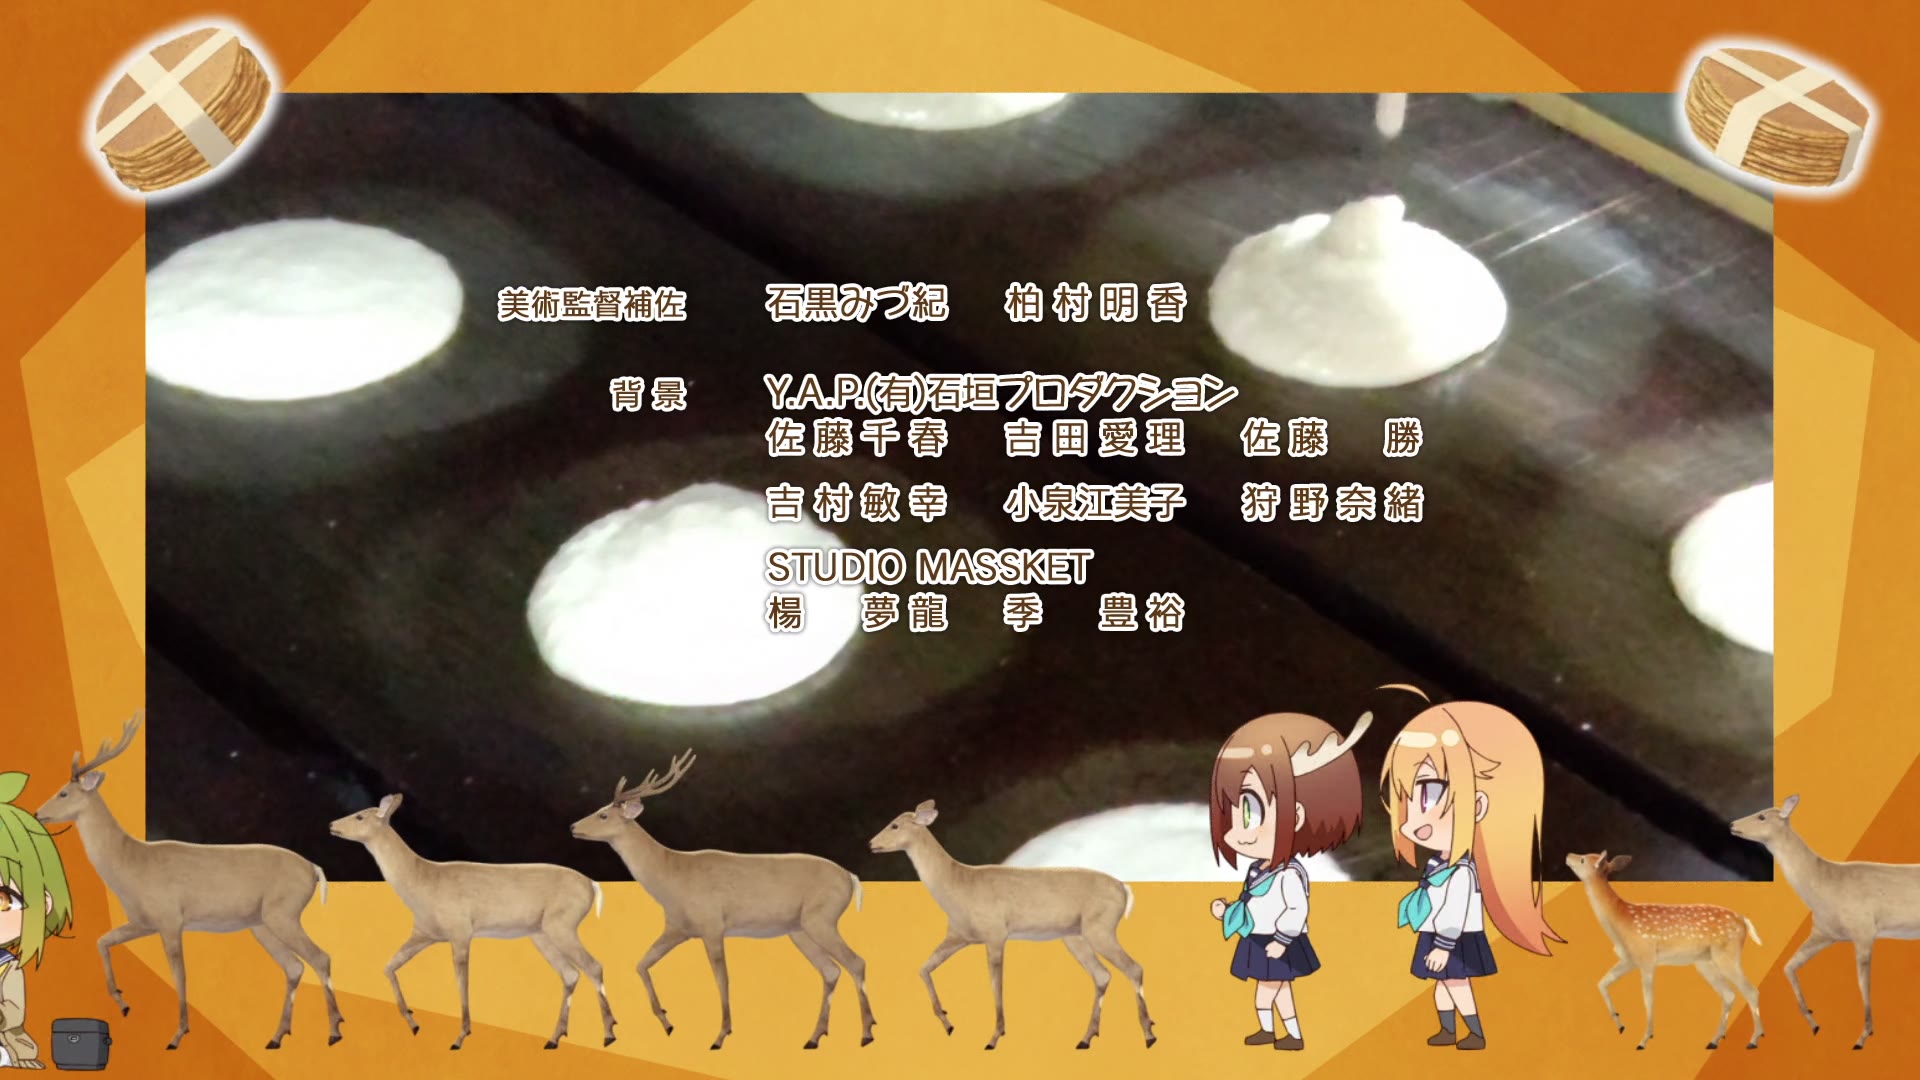 美術監督補佐 石黒みづ紀 柏村明香
背景 Y.A.P.(有)石垣プロダクション
佐藤千春 吉田愛理 佐藤 勝
吉村敏幸 小泉江美子 狩野奈緒
STUDIO MASSKET
楊 夢龍 季 豊裕